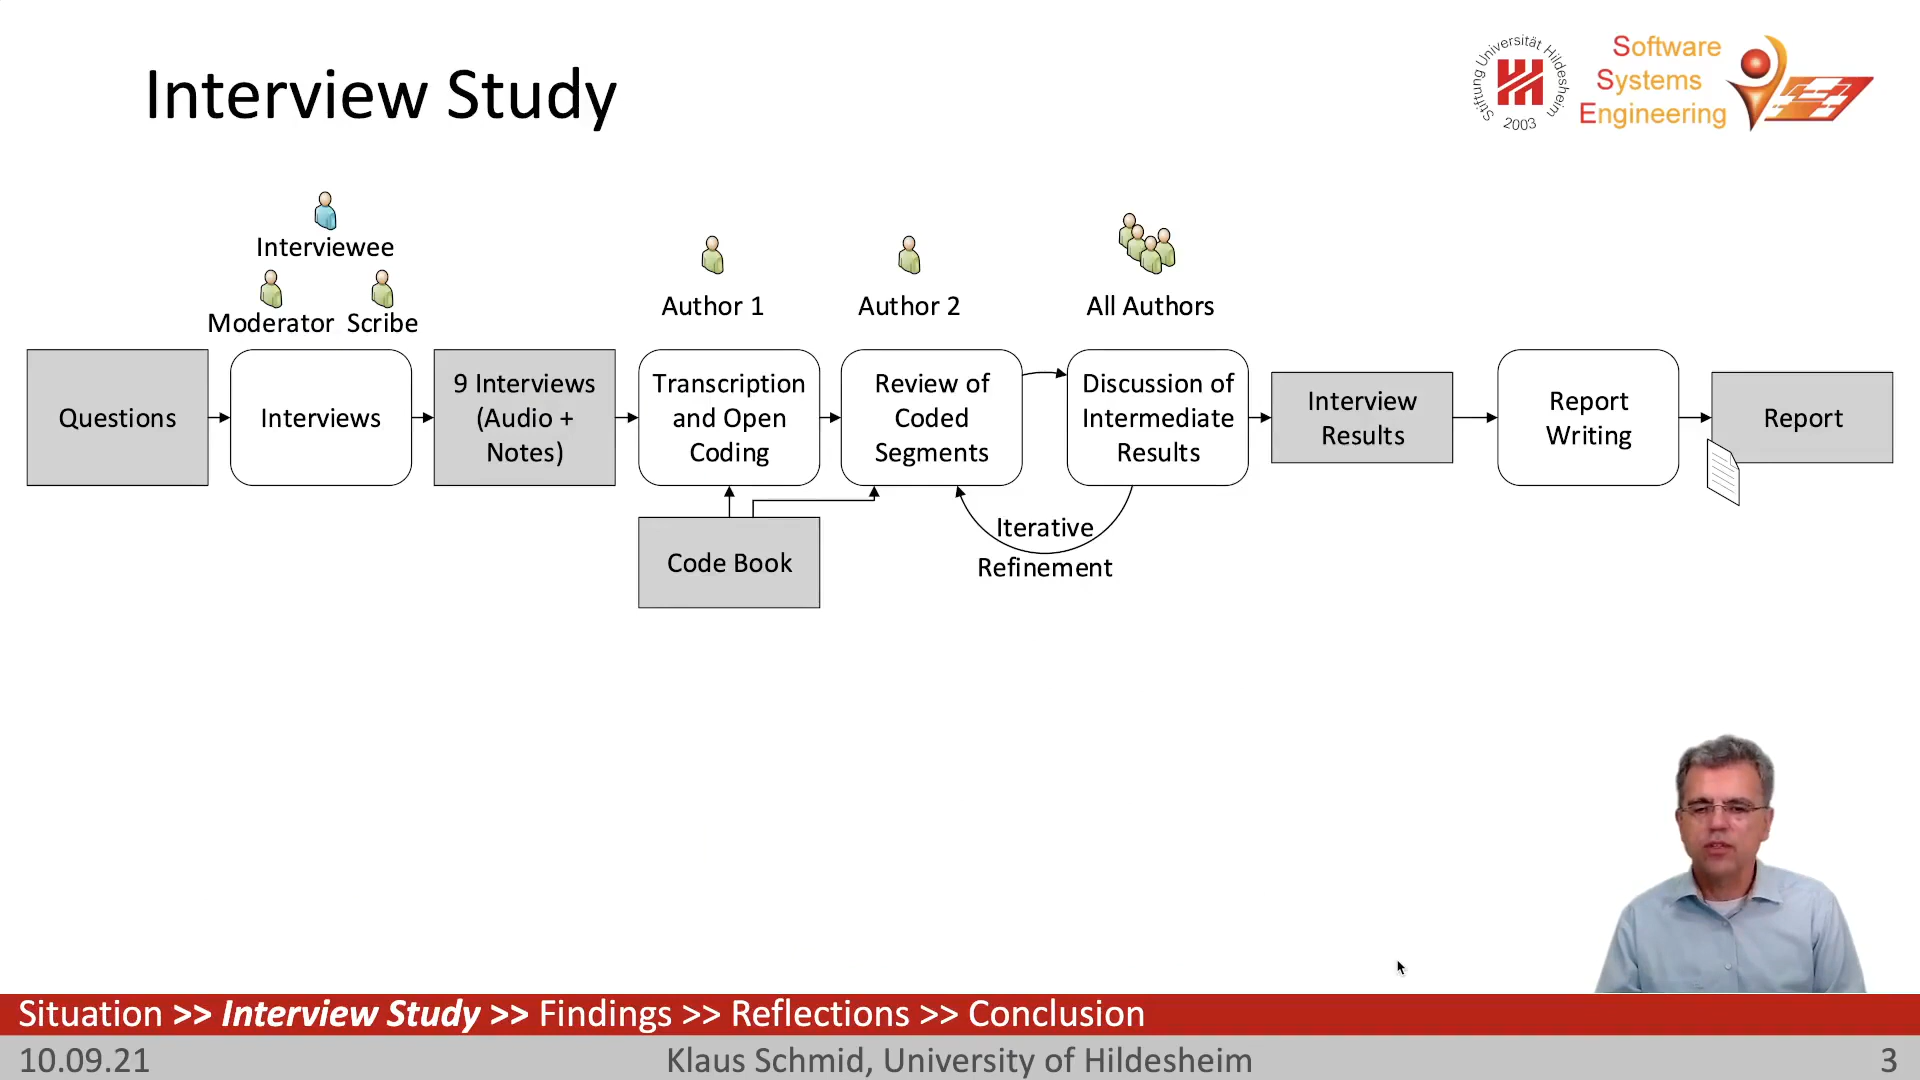 Interview Study
Stiftung Universität Hildesheim
2003
Software
Systems
Engineering
Interviewee
Moderator Scribe
Author 1
Author 2
All Authors
Questions
Interviews
9 Interviews
(Audio +
Notes)
Transcription
and Open
Coding
Review of
Coded
Segments
Discussion of
Intermediate
Results
Interview
Results
Report
Writing
Report
Code Book
Iterative
Refinement
Situation >> Interview Study >> Findings >> Reflections >> Conclusion
10.09.21
Klaus Schmid, University of Hildesheim
3